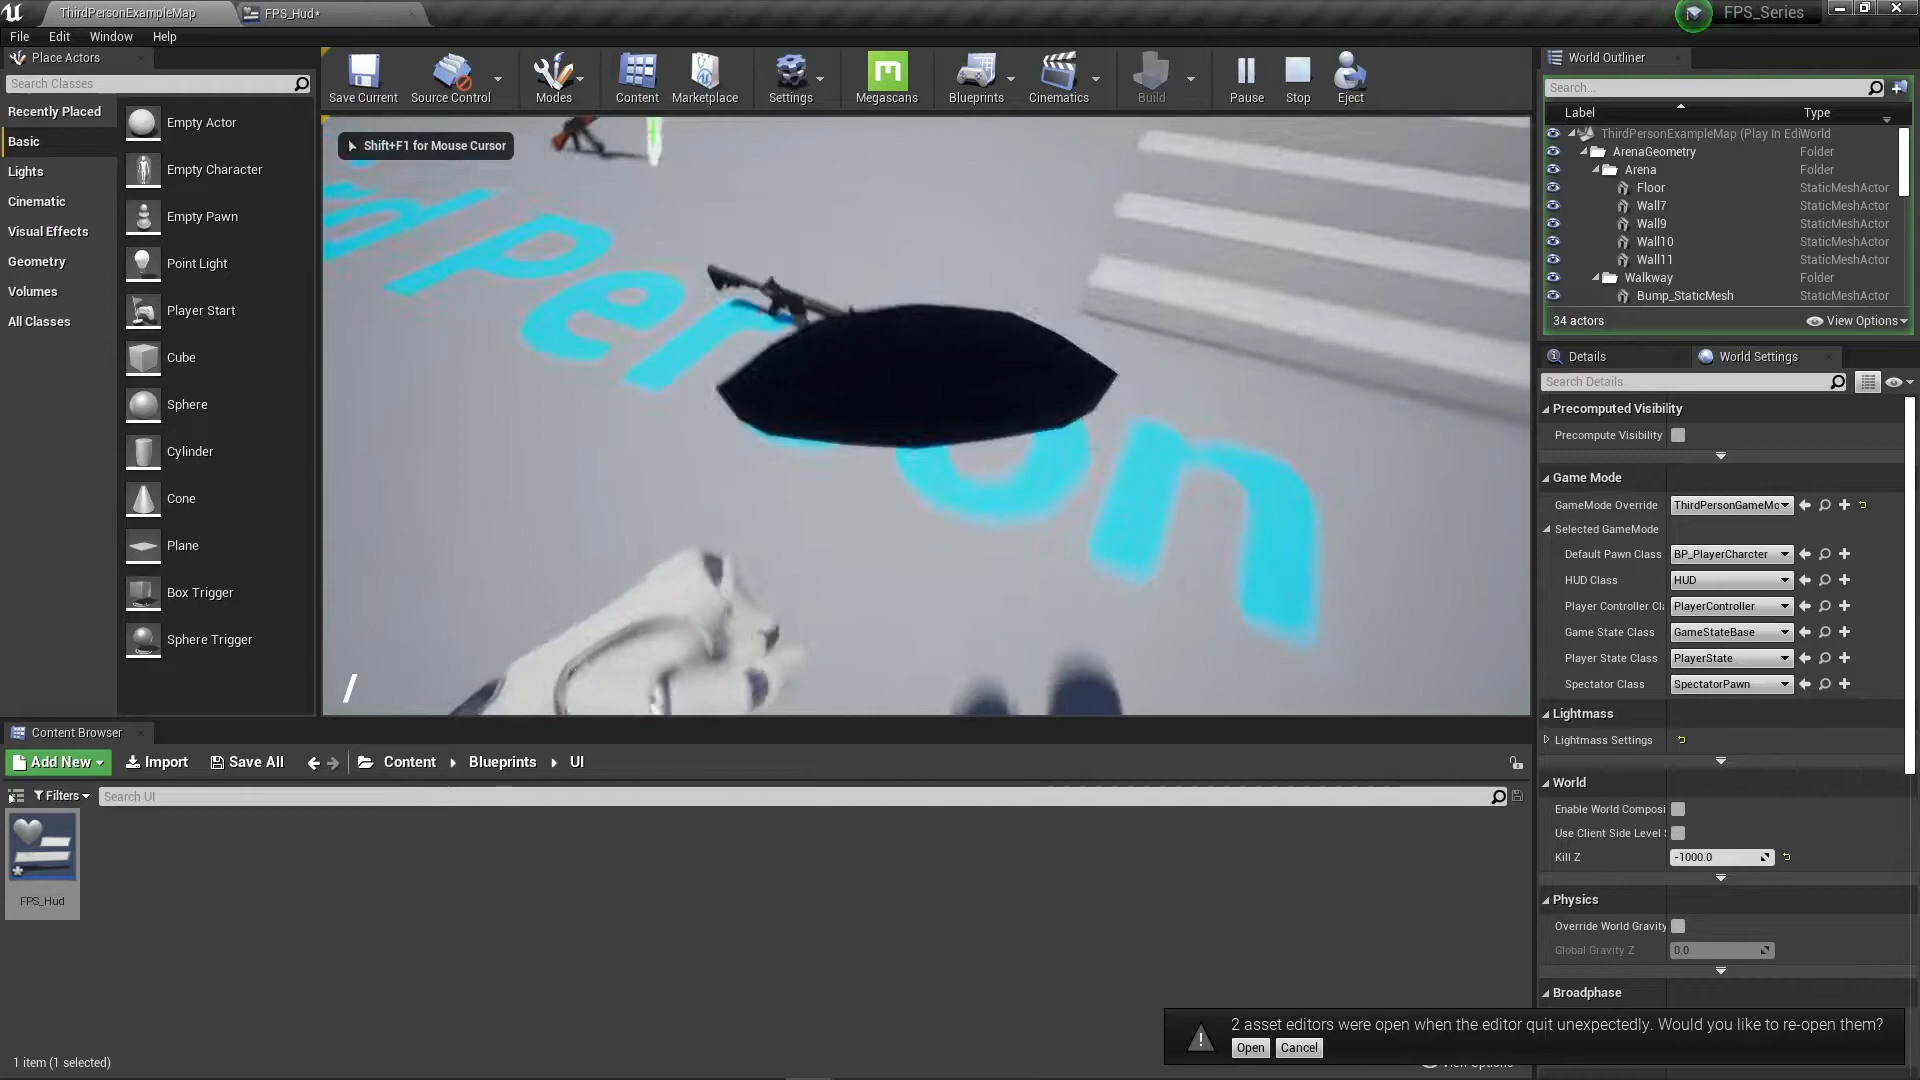 ThirdPersonExampleMap
FPS_Hud*
FPS_Series
File Edit Window Help
Place Actors
Search Classes
Recently Placed
Basic
Lights
Cinematic
Visual Effects
Geometry
Volumes
All Classes
Empty Actor
Empty Character
Empty Pawn
Point Light
Player Start
Cube
Sphere
Cylinder
Cone
Plane
Box Trigger
Sphere Trigger
Save Current Source Control Modes Content Marketplace Settings Megascans Blueprints Cinematics Build Pause Stop Eject
Shift+F1 for Mouse Cursor
/
World Outliner
Search...
Label Type
ThirdPersonExampleMap (Play In Edi World
ArenaGeometry Folder
Arena Folder
Floor StaticMeshActor
Wall7 StaticMeshActor
Wall9 StaticMeshActor
Wall10 StaticMeshActor
Wall11 StaticMeshActor
Walkway Folder
Bump_StaticMesh StaticMeshActor
34 actors View Options
Details World Settings
Search Details
Precomputed Visibility
Precompute Visibility
Game Mode
GameMode Override ThirdPersonGameMo
Selected GameMode
Default Pawn Class BP_PlayerCharcter
HUD Class HUD
Player Controller Cl PlayerController
Game State Class GameStateBase
Player State Class PlayerState
Spectator Class SpectatorPawn
Lightmass
Lightmass Settings
World
Enable World Composi
Use Client Side Level
Kill Z -1000.0
Physics
Override World Gravity
Global Gravity Z 0.0
Broadphase
Content Browser
Add New Import Save All Content Blueprints UI
Filters Search UI
FPS_Hud
1 item (1 selected)
2 asset editors were open when the editor quit unexpectedly. Would you like to re-open them?
Open Cancel